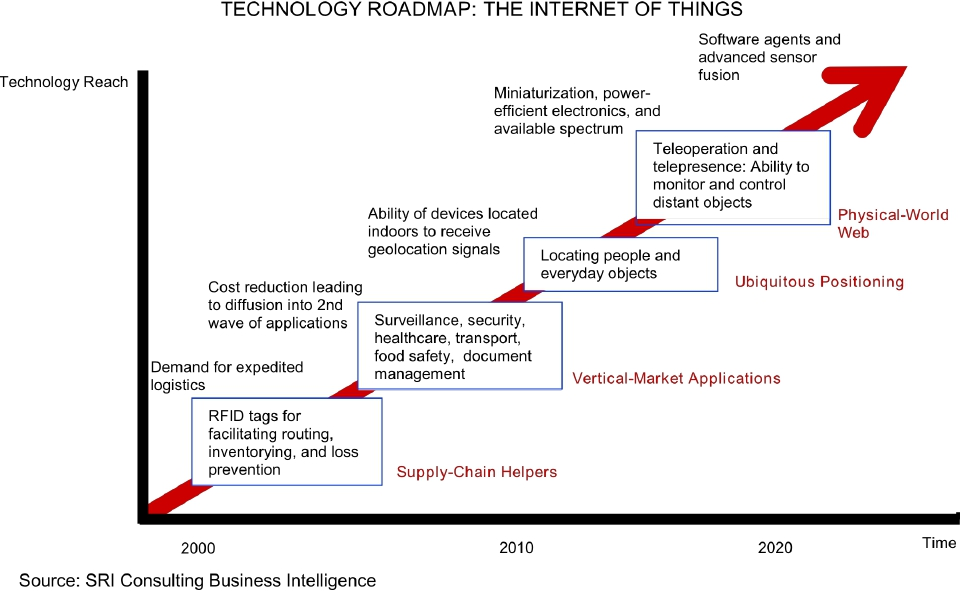 TECHNOLOGY ROADMAP: THE INTERNET OF THINGS
Software agents and
advanced sensor
fusion
Technology Reach
Miniaturization, power-
efficient electronics, and
available spectrum
Teleoperation and
telepresence: Ability to
monitor and control
distant objects
Physical-World
Web
Ability of devices located
indoors to receive
geolocation signals
Locating people and
everyday objects
Ubiquitous Positioning
Cost reduction leading
to diffusion into 2nd
wave of applications
Surveillance, security,
healthcare, transport,
food safety, document
management
Vertical-Market Applications
Demand for expedited
logistics
RFID tags for
facilitating routing,
inventorying, and loss
prevention
Supply-Chain Helpers
2000
2010
2020
Time
Source: SRI Consulting Business Intelligence